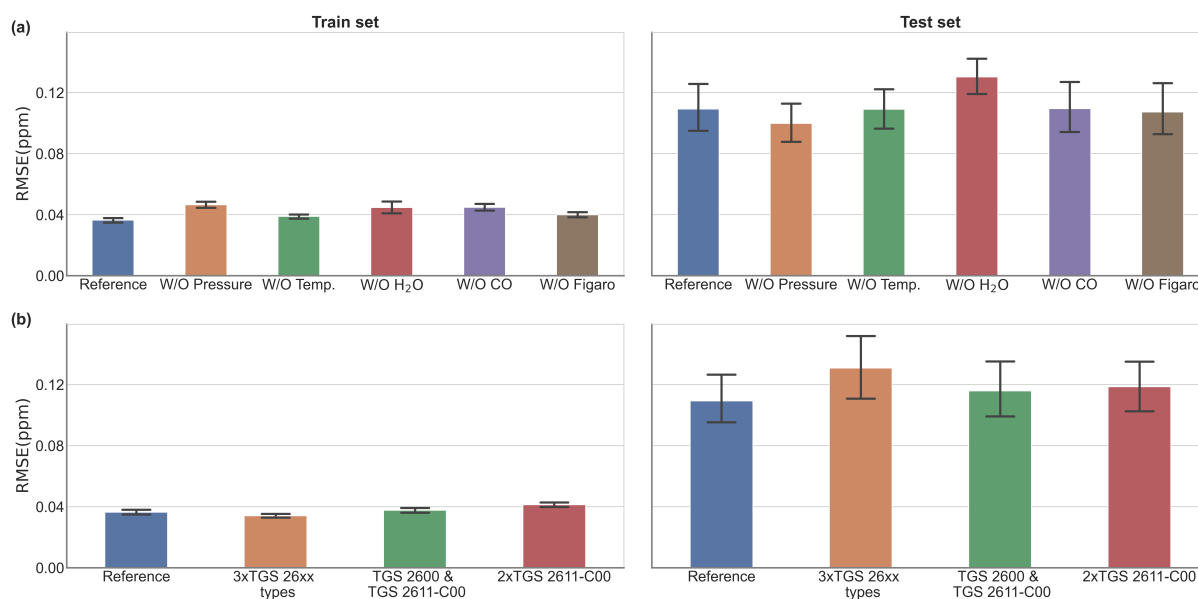 Train set
Test set
(a)
RMSE(ppm)
0.12
0.08
0.04
0.00
Reference W/O Pressure W/O Temp. W/O H₂O W/O CO W/O Figaro
Reference W/O Pressure W/O Temp. W/O H₂O W/O CO W/O Figaro
(b)
RMSE(ppm)
0.12
0.08
0.04
0.00
Reference 3xTGS 26xx TGS 2600 & 2xTGS 2611-C00
types TGS 2611-C00
Reference 3xTGS 26xx TGS 2600 & 2xTGS 2611-C00
types TGS 2611-C00